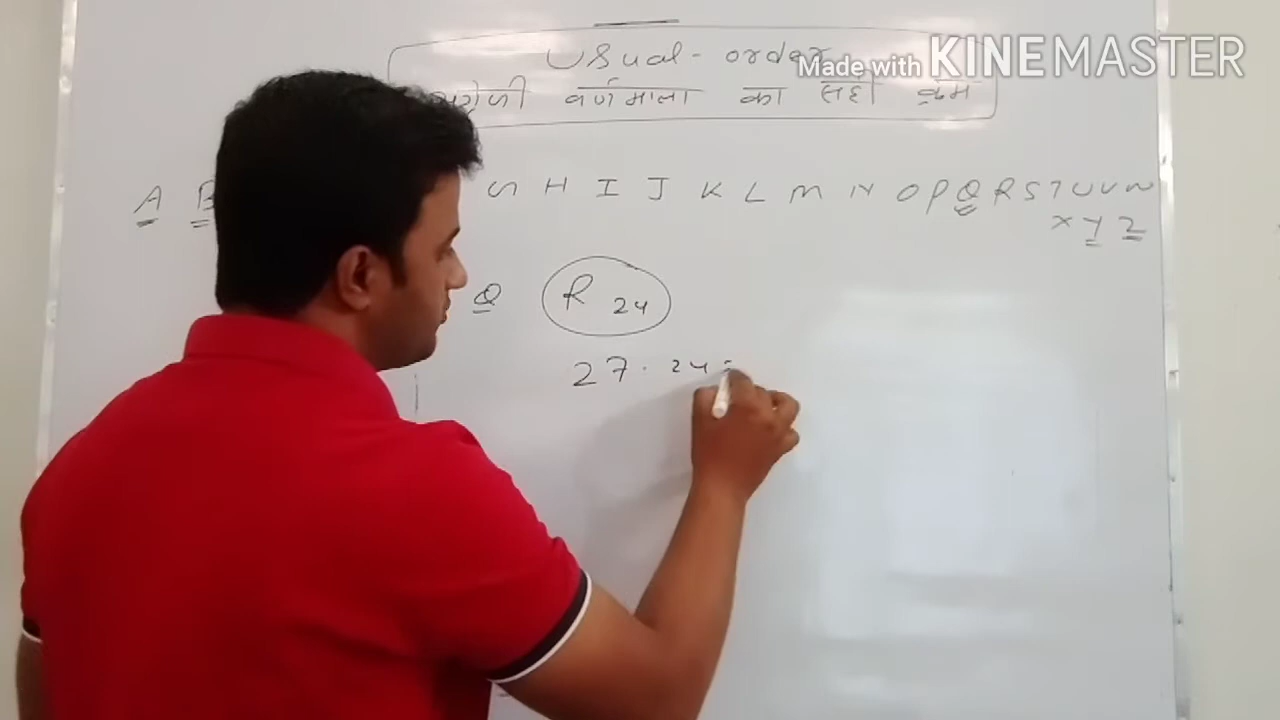 Usual-order
Made with KINEMASTER
वर्णमाला का सही क्रम
A B G H I J K L M N O P Q R S T U V W
X Y Z
Q R 24
27. 24 =